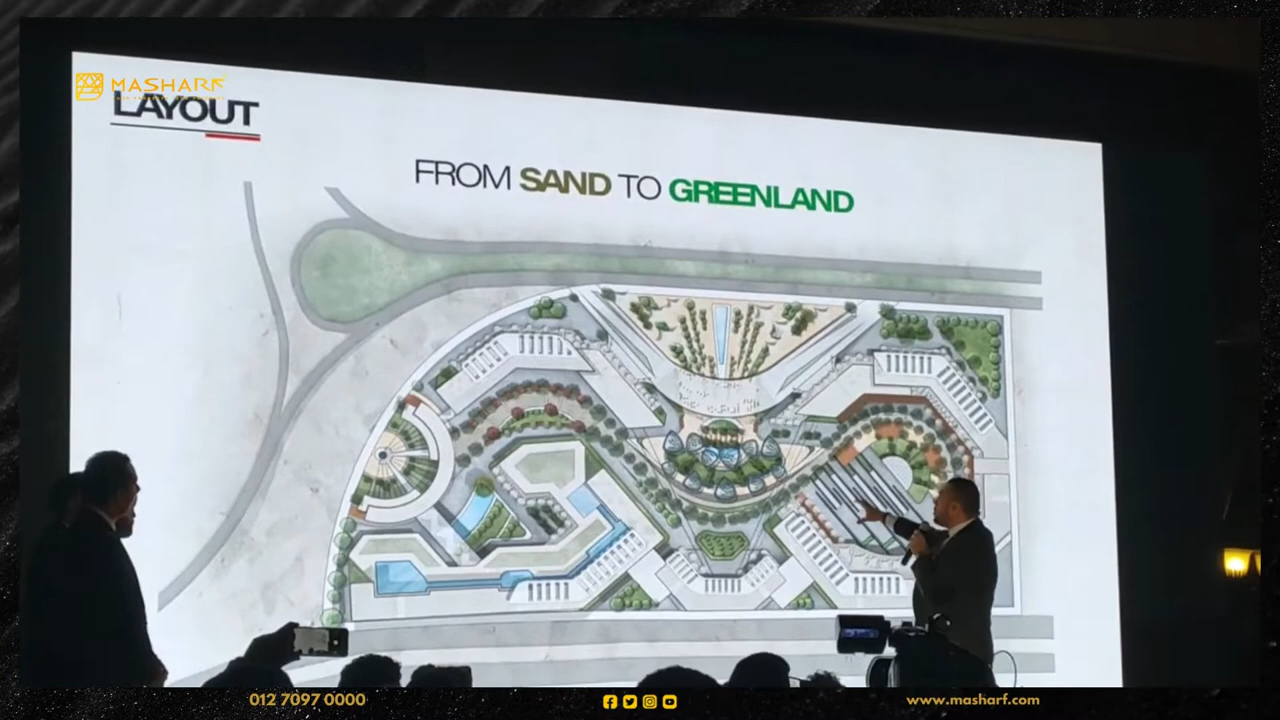 MASHARF
LAYOUT
FROM SAND TO GREENLAND
012 7097 0000
www.masharf.com